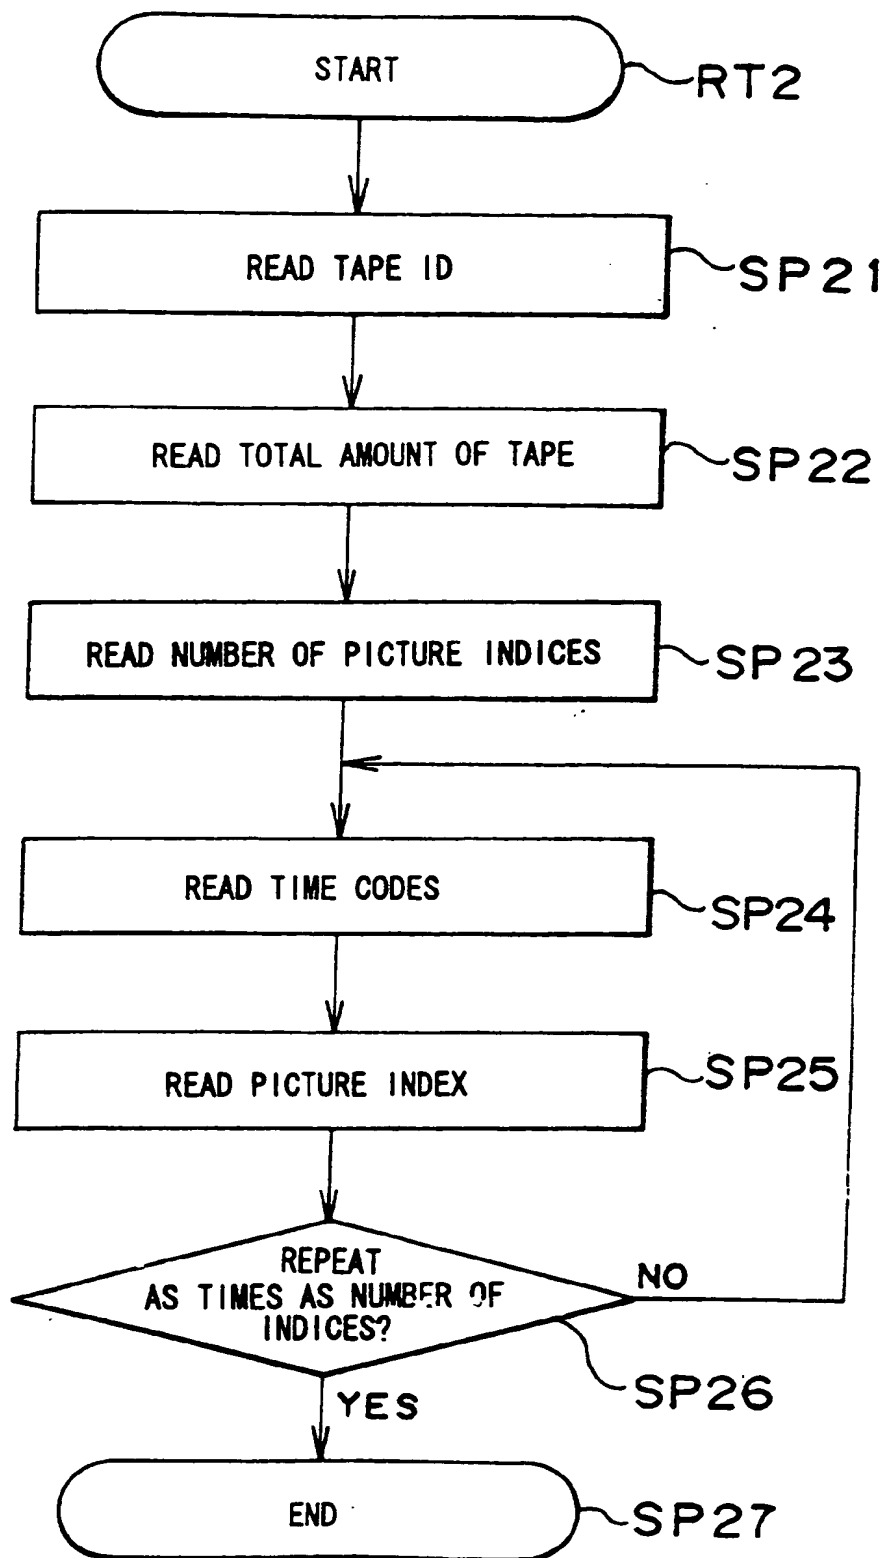 START
RT2
READ TAPE ID
SP21
READ TOTAL AMOUNT OF TAPE
SP22
READ NUMBER OF PICTURE INDICES
SP23
READ TIME CODES
SP24
READ PICTURE INDEX
SP25
REPEAT
AS TIMES AS NUMBER OF
INDICES?
NO
SP26
YES
END
SP27